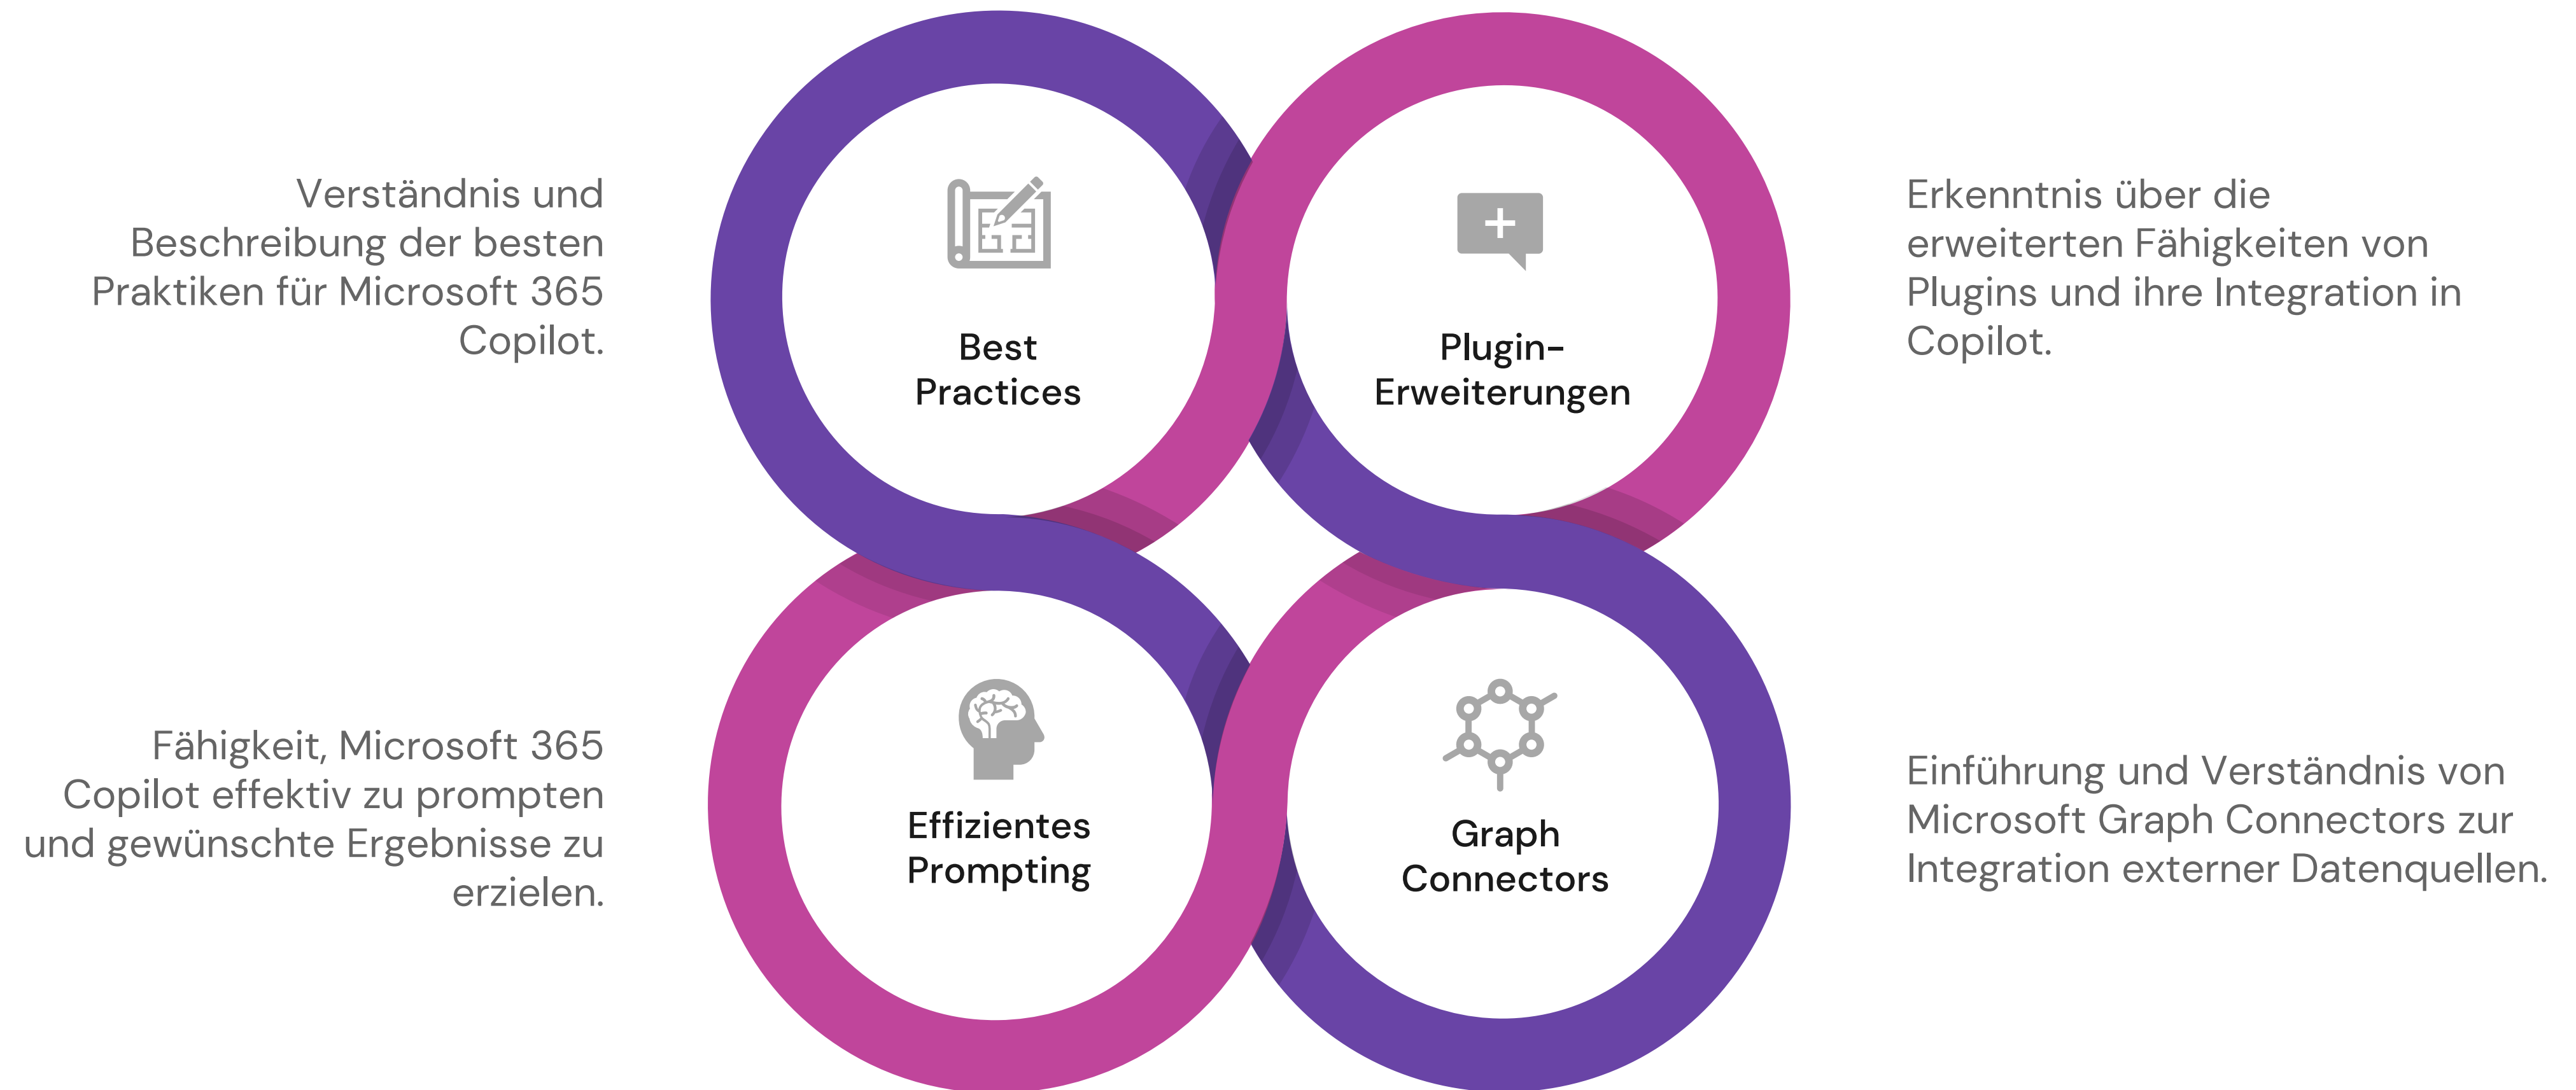 Verständnis und
Beschreibung der besten
Praktiken für Microsoft 365
Copilot.
Best
Practices
Plugin-
Erweiterungen
Erkenntnis über die
erweiterten Fähigkeiten von
Plugins und ihre Integration in
Copilot.
Fähigkeit, Microsoft 365
Copilot effektiv zu prompten
und gewünschte Ergebnisse zu
erzielen.
Effizientes
Prompting
Graph
Connectors
Einführung und Verständnis von
Microsoft Graph Connectors zur
Integration externer Datenquellen.